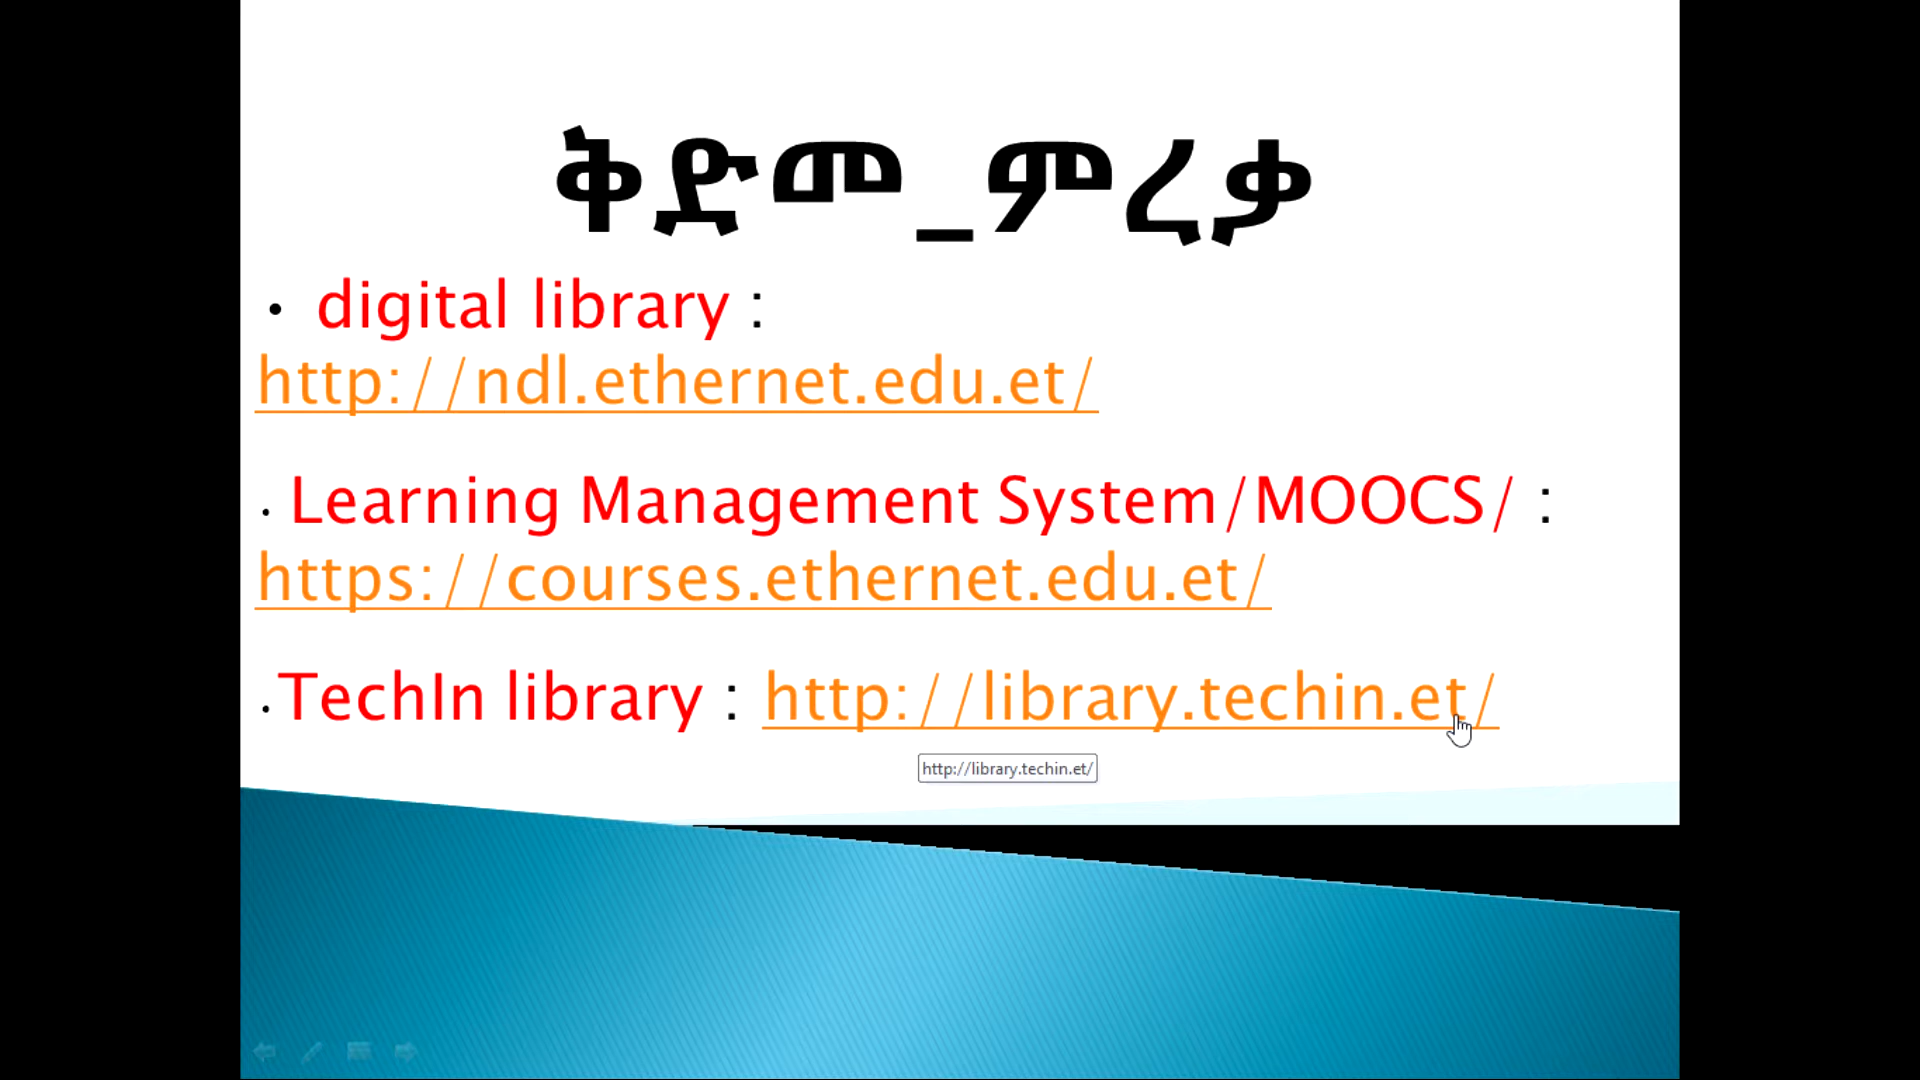 ቅድመ_ምረቃ
• digital library :
http://ndl.ethernet.edu.et/
. Learning Management System/MOOCS/ :
https://courses.ethernet.edu.et/
.TechIn library : http://library.techin.et/
http://library.techin.et/